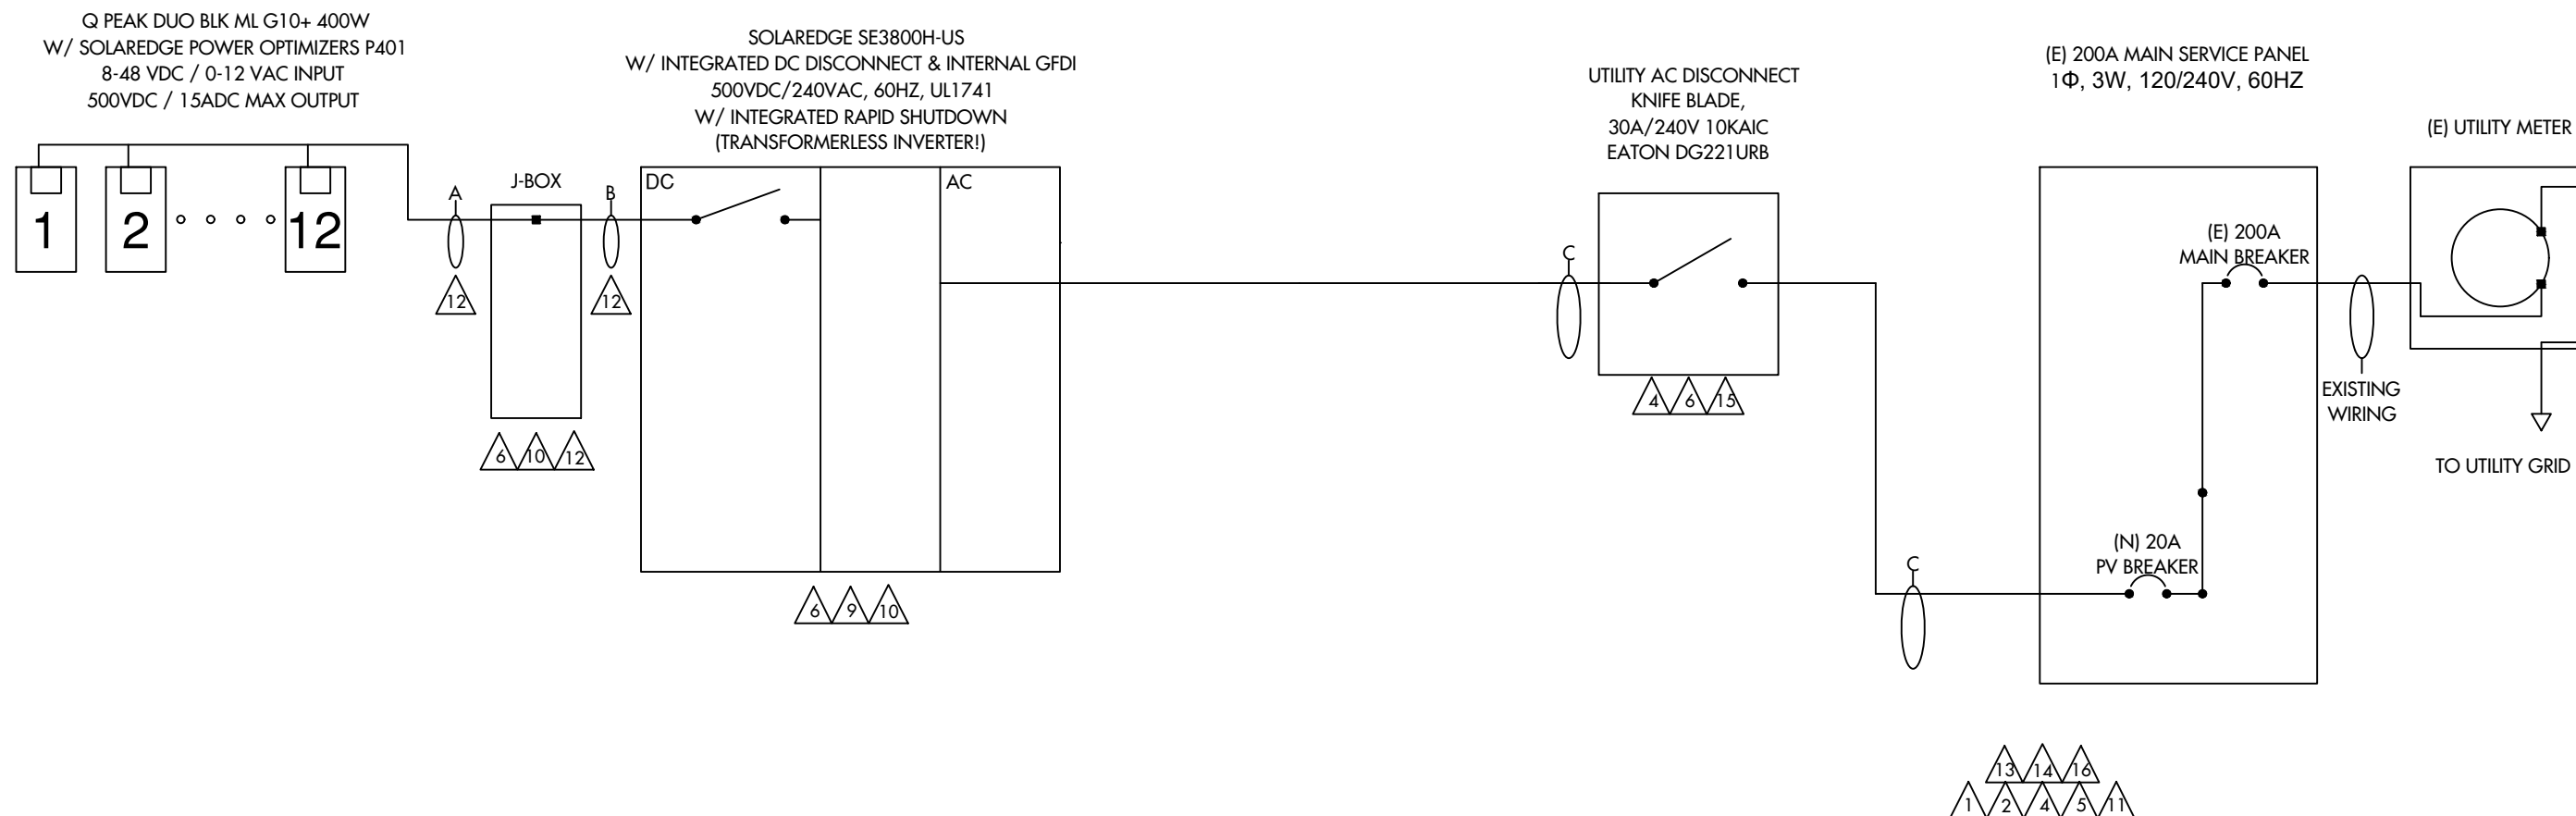 Q PEAK DUO BLK ML G10+ 400W
W/ SOLAREDGE POWER OPTIMIZERS P401
8-48 VDC / 0-12 VAC INPUT
500VDC / 15ADC MAX OUTPUT
1
2
12
A
12
J-BOX
6
10
12
B
12
SOLAREDGE SE3800H-US
W/ INTEGRATED DC DISCONNECT & INTERNAL GFDI
500VDC/240VAC, 60HZ, UL1741
W/ INTEGRATED RAPID SHUTDOWN
(TRANSFORMERLESS INVERTER!)
DC
AC
6
9
10
C
UTILITY AC DISCONNECT
KNIFE BLADE,
30A/240V 10KAIC
EATON DG221URB
4
6
15
C
(E) 200A MAIN SERVICE PANEL
1Φ, 3W, 120/240V, 60HZ
(E) 200A
MAIN BREAKER
(N) 20A
PV BREAKER
13
14
16
1
2
4
5
11
EXISTING
WIRING
(E) UTILITY METER
TO UTILITY GRID